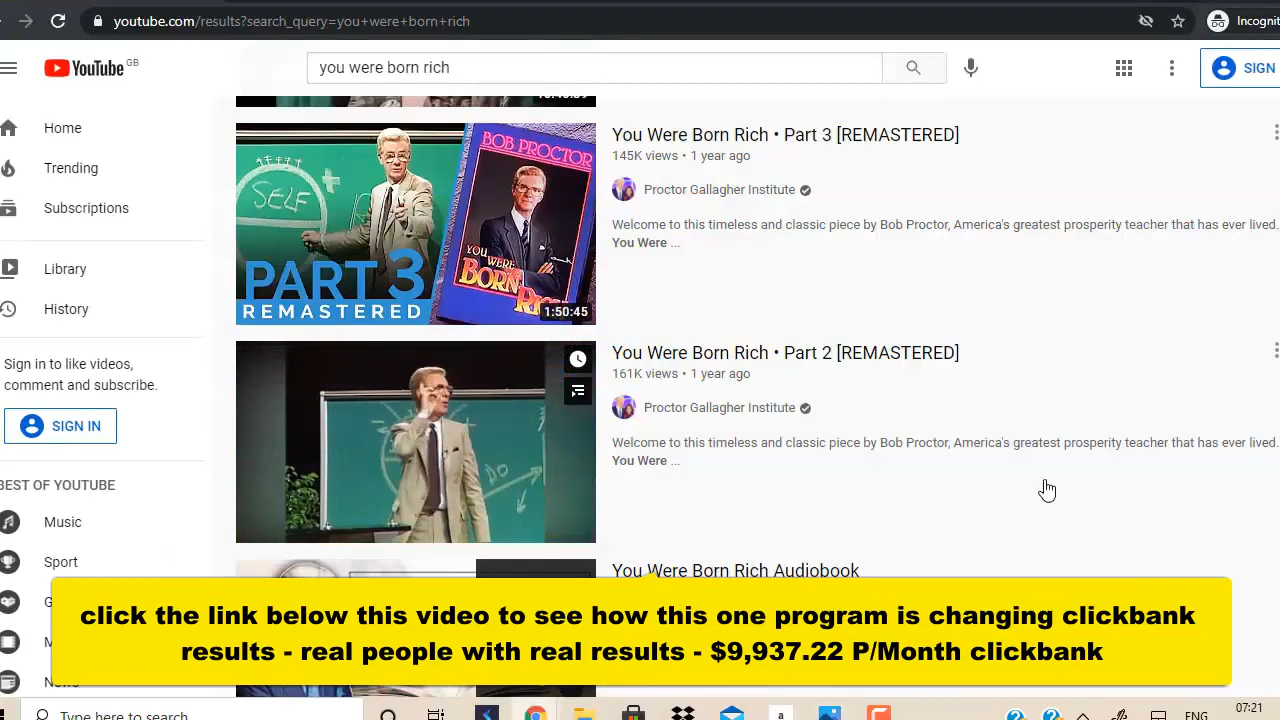 youtube.com/results?search_query=you+were+born+rich
Incognit
YouTube GB
you were born rich
SIGN
Home
Trending
Subscriptions
Library
History
Sign in to like videos,
comment and subscribe.
SIGN IN
BEST OF YOUTUBE
Music
Sport
SELF
BOB PROCTOR
YOU
WERE
BORN
PART 3
REMASTERED
1:50:45
You Were Born Rich • Part 3 [REMASTERED]
145K views • 1 year ago
Proctor Gallagher Institute
Welcome to this timeless and classic piece by Bob Proctor, America's greatest prosperity teacher that has ever lived.
You Were ...
You Were Born Rich • Part 2 [REMASTERED]
161K views • 1 year ago
Proctor Gallagher Institute
Welcome to this timeless and classic piece by Bob Proctor, America's greatest prosperity teacher that has ever lived.
You Were ...
You Were Born Rich Audiobook
click the link below this video to see how this one program is changing clickbank
results - real people with real results - $9,937.22 P/Month clickbank
Type here to search
ENG
07:21